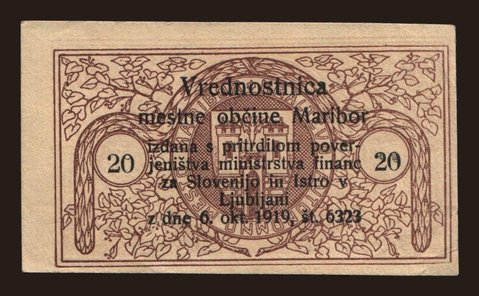 Vrednostnica
mestne občine Maribor
izdana s pritrdilom pover-
jeništva ministrstva financ
za Slovenijo in Istro v
Ljubljani
z dne 6. okt. 1919, št. 6323
20
20